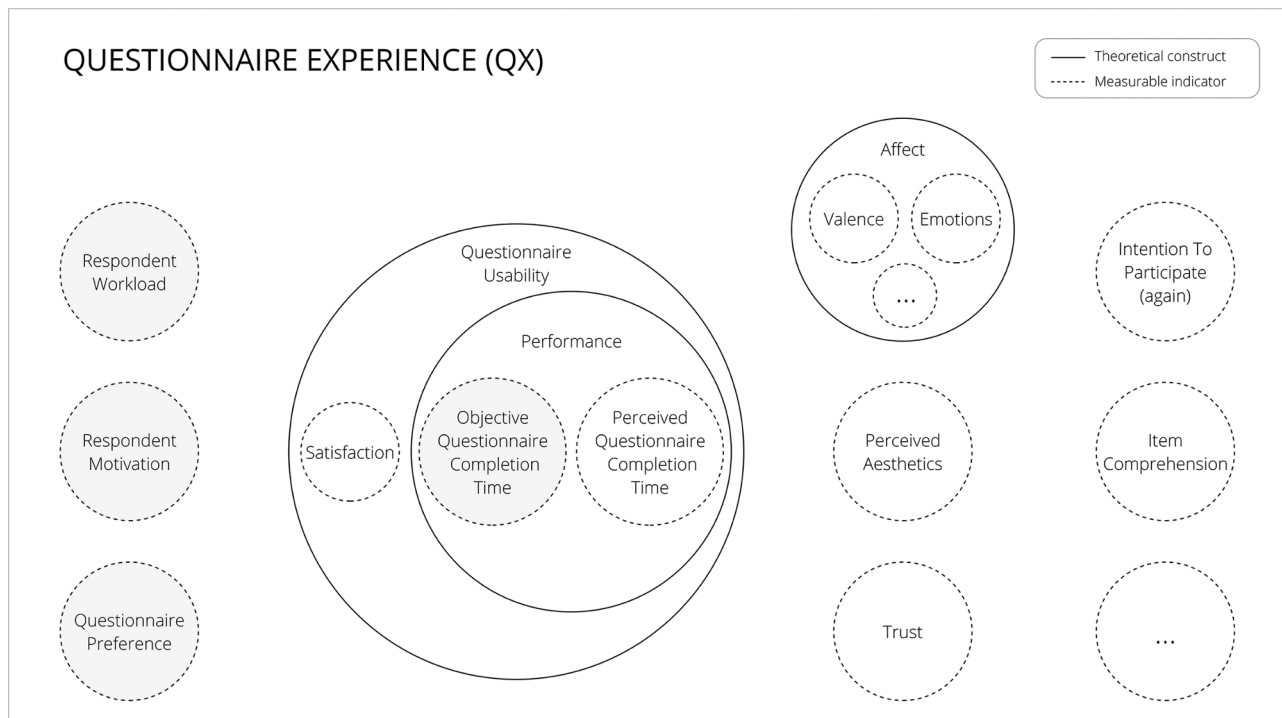 QUESTIONNAIRE EXPERIENCE (QX)
Theoretical construct
Measurable indicator
Respondent
Workload
Respondent
Motivation
Questionnaire
Preference
Questionnaire
Usability
Performance
Satisfaction
Objective
Questionnaire
Completion
Time
Perceived
Questionnaire
Completion
Time
Affect
Valence
Emotions
...
Perceived
Aesthetics
Trust
Intention To
Participate
(again)
Item
Comprehension
...